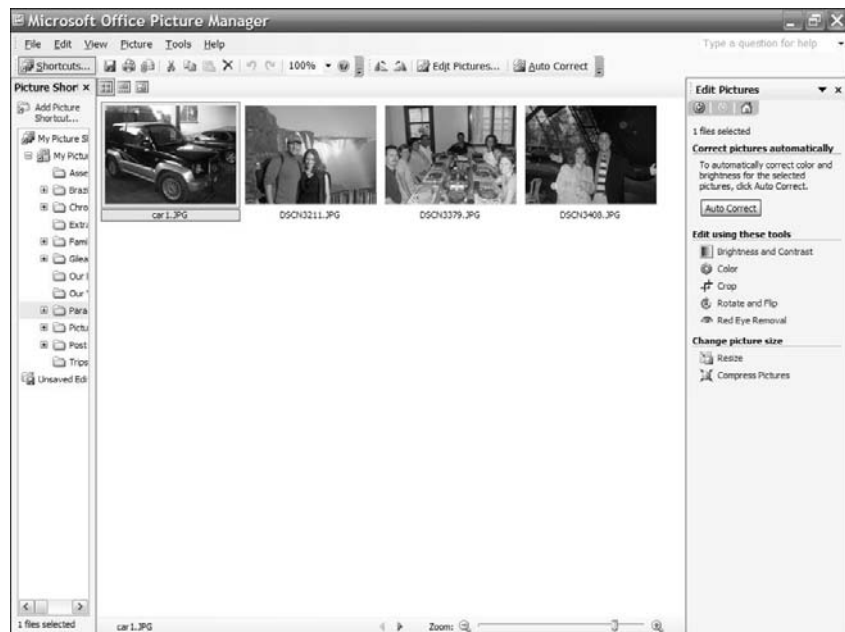 Microsoft Office Picture Manager
File Edit View Picture Tools Help
Type a question for help
Shortcuts...
100%
Edit Pictures...
Auto Correct
Picture Shor
Add Picture
Shortcut...
My Picture S
My Pictu
Asse
Brazi
Chro
Extra
Fami
Glea
Our
Our
Para
Pictu
Post
Trips
Unsaved Edi
1 files selected
car1.JPG
DSCN3211.JPG
DSCN3379.JPG
DSCN3408.JPG
car1.JPG
Zoom:
Edit Pictures
1 files selected
Correct pictures automatically
To automatically correct color and
brightness for the selected
pictures, click Auto Correct.
Auto Correct
Edit using these tools
Brightness and Contrast
Color
Crop
Rotate and Flip
Red Eye Removal
Change picture size
Resize
Compress Pictures